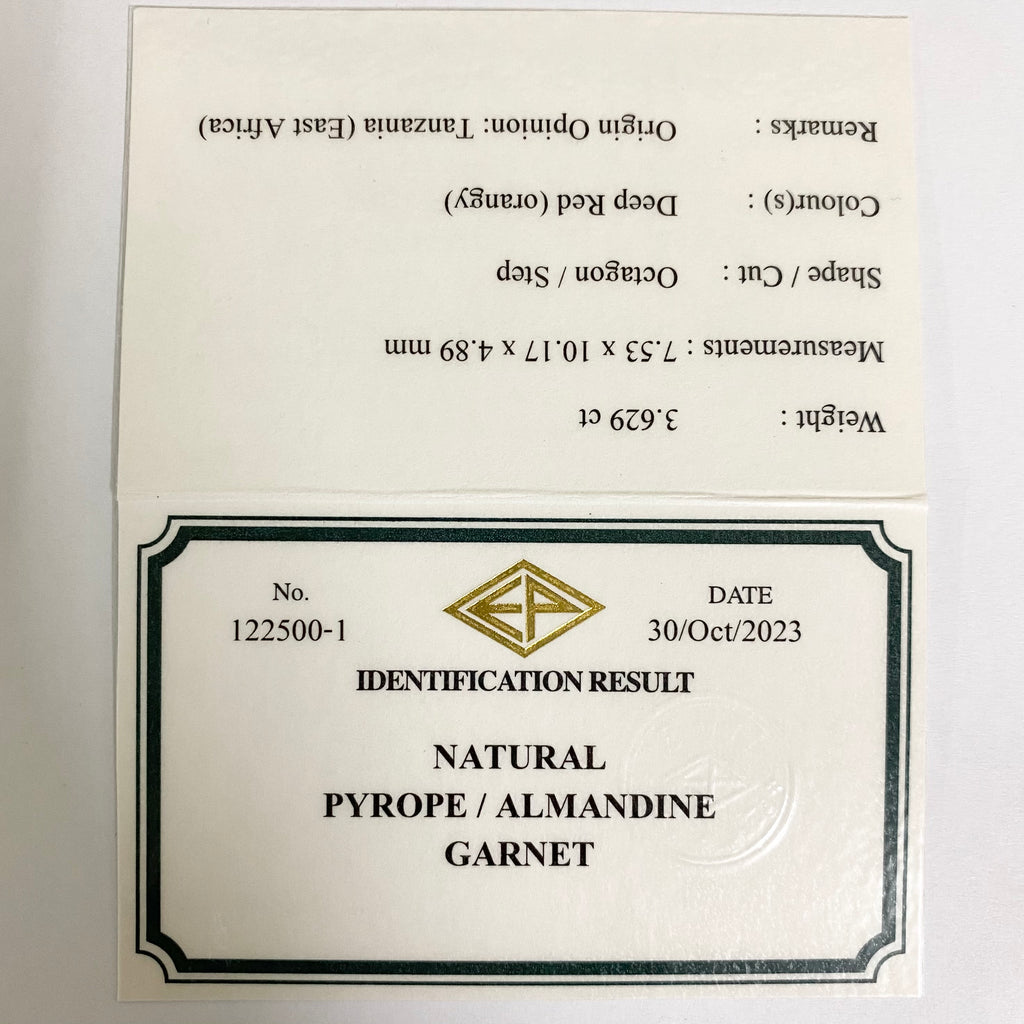 Weight : 3.629 ct
Measurements : 7.53 x 10.17 x 4.89 mm
Shape / Cut : Octagon / Step
Colour(s) : Deep Red (orangy)
Remarks : Origin Opinion: Tanzania (East Africa)
No.
122500-1
EP
DATE
30/Oct/2023
IDENTIFICATION RESULT
NATURAL
PYROPE / ALMANDINE
GARNET